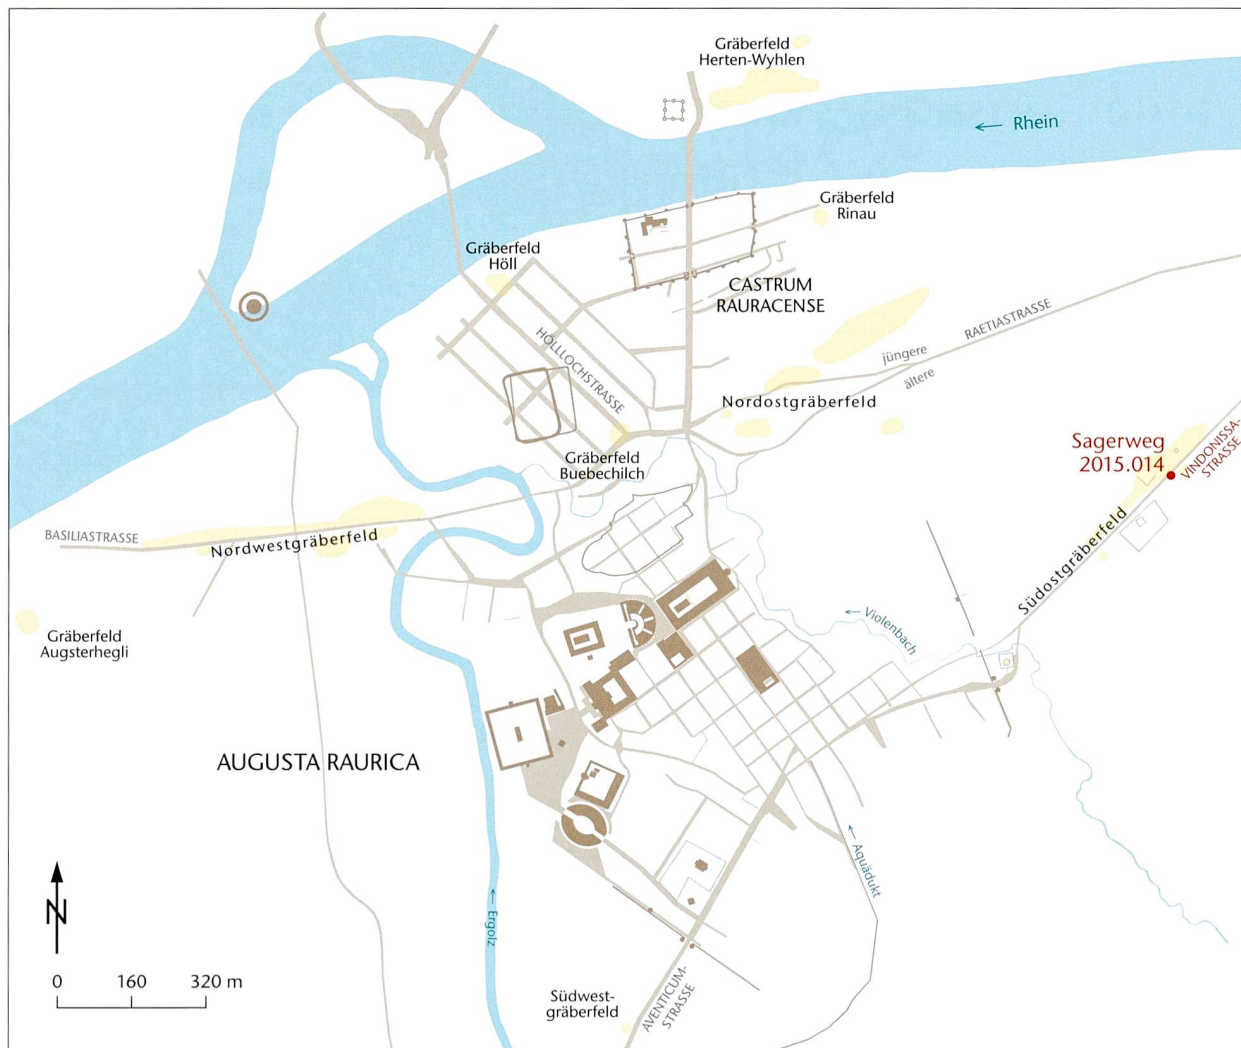 Gräberfeld
Herten-Wyhlen
← Rhein
Gräberfeld
Rinau
Gräberfeld
Höll
CASTRUM
RAURACENSE
RAETIASTRASSE
HÖLLLOCHSTRASSE
jüngere
ältere
Nordostgräberfeld
Sagerweg
2015.014
VINDONISSA-
STRASSE
Gräberfeld
Buebechilch
BASILIASTRASSE
Nordwestgräberfeld
Südostgräberfeld
← Violenbach
Gräberfeld
Augsterhegli
AUGUSTA RAURICA
← Aquädukt
← Ergolz
N
0 160 320 m
Südwest-
gräberfeld
AVENTICUM-
STRASSE